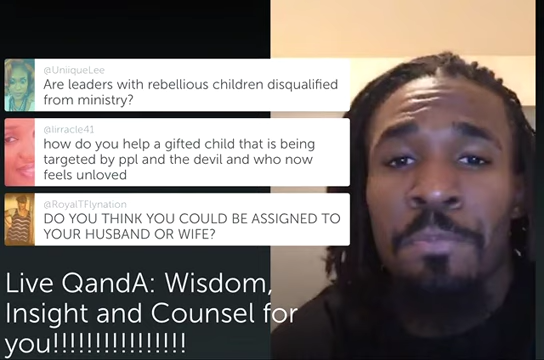 @UniiqueLee
Are leaders with rebellious children disqualified
from ministry?
@lirracle41
how do you help a gifted child that is being
targeted by ppl and the devil and who now
feels unloved
@RoyalTFlynation
DO YOU THINK YOU COULD BE ASSIGNED TO
YOUR HUSBAND OR WIFE?
Live QandA: Wisdom,
Insight and Counsel for
you!!!!!!!!!!!!!!!!